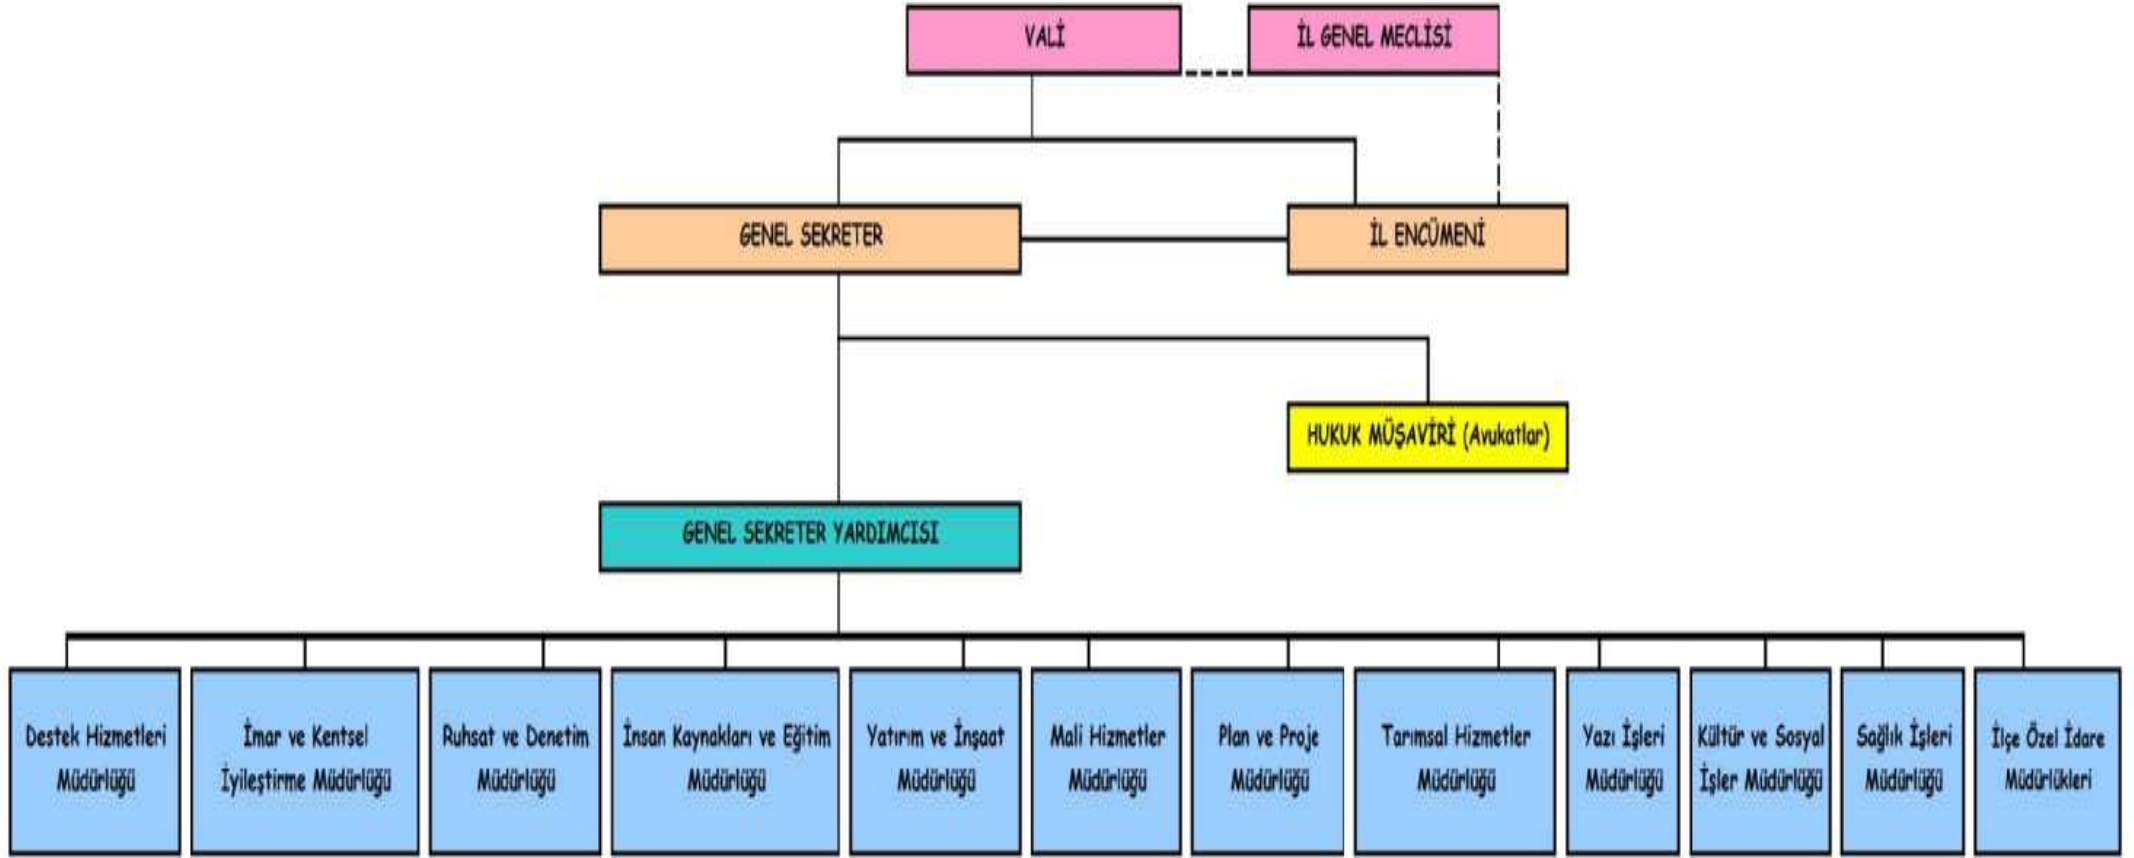 VALİ
İL GENEL MECLİSİ
GENEL SEKRETER
İL ENCÜMENİ
HUKUK MÜŞAVİRİ (Avukatlar)
GENEL SEKRETER YARDIMCISI
Destek Hizmetleri
Müdürlüğü
İmar ve Kentsel
İyileştirme Müdürlüğü
Ruhsat ve Denetim
Müdürlüğü
İnsan Kaynakları ve Eğitim
Müdürlüğü
Yatırım ve İnşaat
Müdürlüğü
Mali Hizmetler
Müdürlüğü
Plan ve Proje
Müdürlüğü
Tarımsal Hizmetler
Müdürlüğü
Yazı İşleri
Müdürlüğü
Kültür ve Sosyal
İşler Müdürlüğü
Sağlık İşleri
Müdürlüğü
İlçe Özel İdare
Müdürlükleri